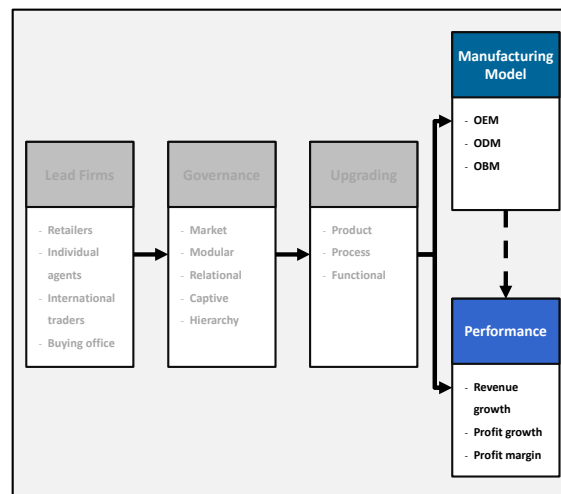 Manufacturing
Model
- OEM
- ODM
- OBM
Lead Firms
- Retailers
- Individual
agents
- International
traders
- Buying office
Governance
- Market
- Modular
- Relational
- Captive
- Hierarchy
Upgrading
- Product
- Process
- Functional
Performance
- Revenue
growth
- Profit growth
- Profit margin